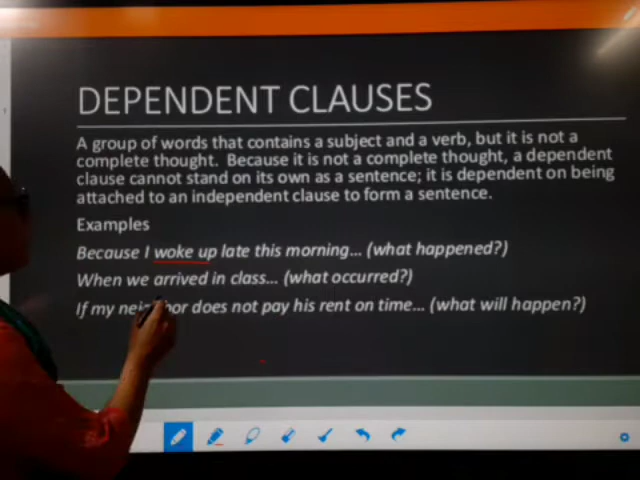 DEPENDENT CLAUSES
A group of words that contains a subject and a verb, but it is not a
complete thought. Because it is not a complete thought, a dependent
clause cannot stand on its own as a sentence; it is dependent on being
attached to an independent clause to form a sentence.
Examples
Because I woke up late this morning... (what happened?)
When we arrived in class... (what occurred?)
If my neighbor does not pay his rent on time... (what will happen?)